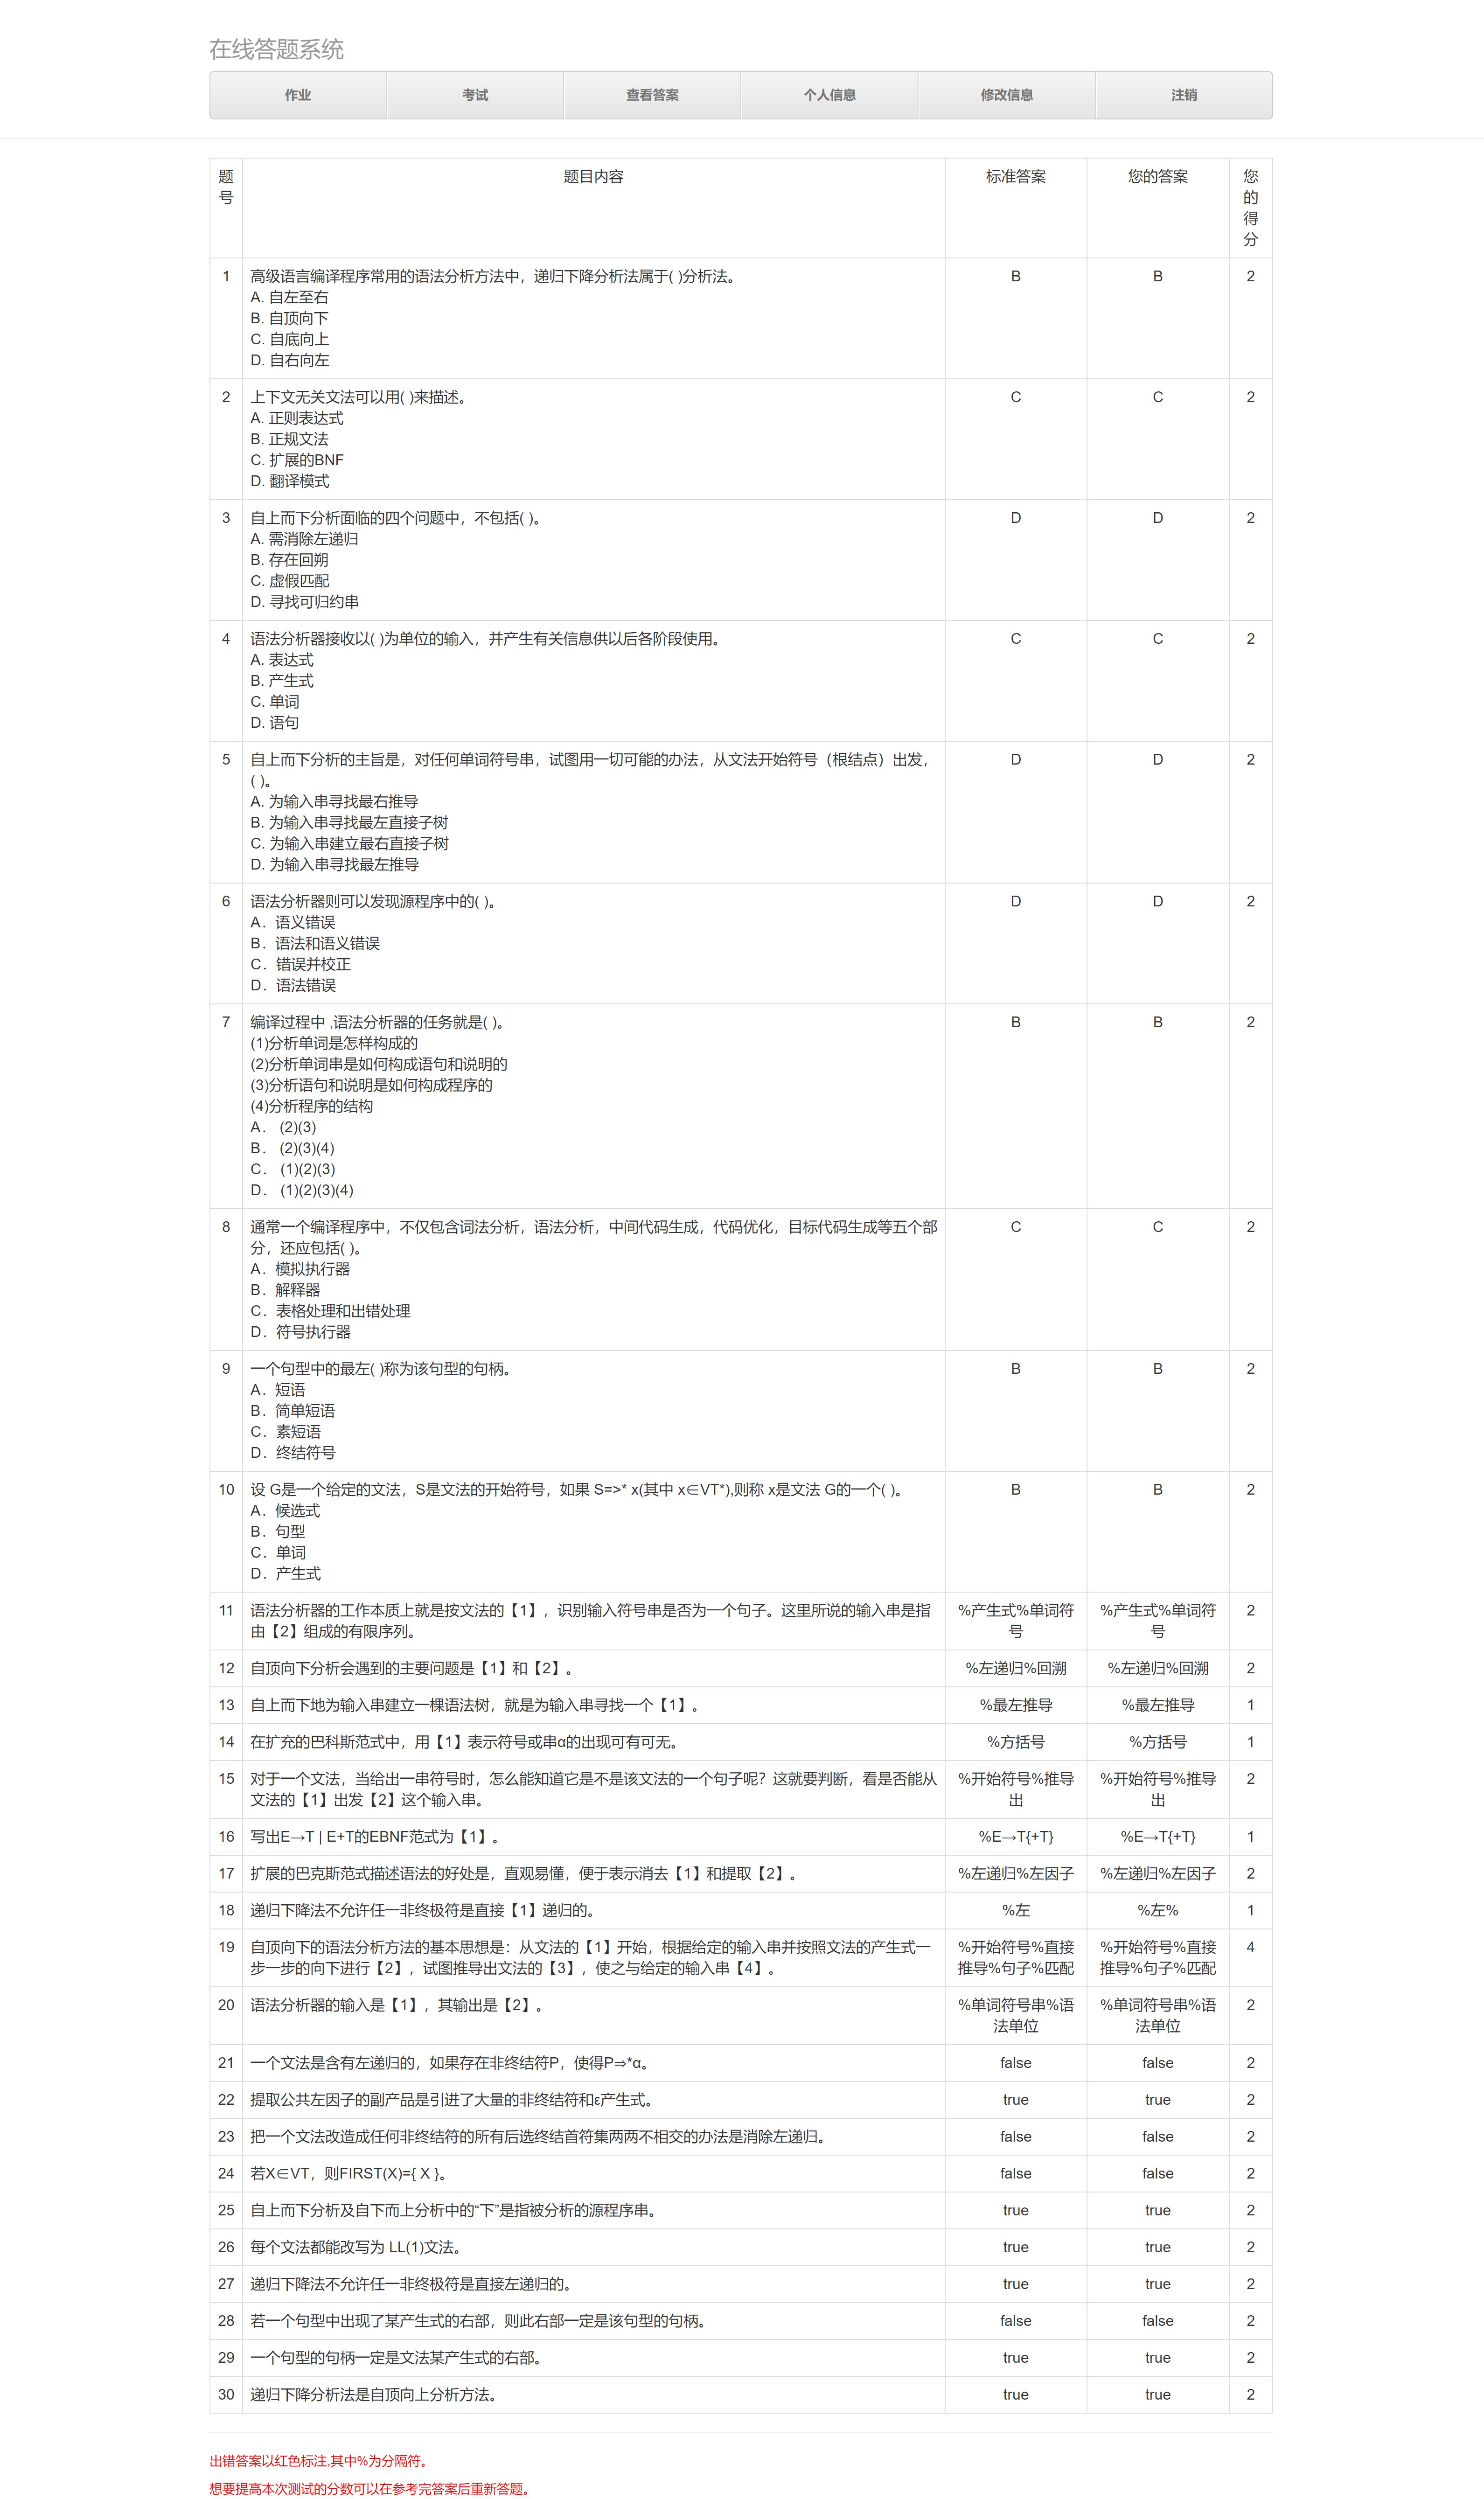 在线答题系统
作业 考试 查看答案 个人信息 修改信息 注销
题号 题目内容 标准答案 您的答案 您的得分
1 高级语言编译程序常用的语法分析方法中，递归下降分析法属于( )分析法。 B B 2
A. 自左至右
B. 自顶向下
C. 自底向上
D. 自右向左
2 上下文无关文法可以用( )来描述。 C C 2
A. 正则表达式
B. 正规文法
C. 扩展的BNF
D. 翻译模式
3 自上而下分析面临的四个问题中，不包括( )。 D D 2
A. 需消除左递归
B. 存在回朔
C. 虚假匹配
D. 寻找可归约串
4 语法分析器接收以( )为单位的输入，并产生有关信息供以后各阶段使用。 C C 2
A. 表达式
B. 产生式
C. 单词
D. 语句
5 自上而下分析的主旨是，对任何单词符号串，试图用一切可能的办法，从文法开始符号（根结点）出发， D D 2
( )。
A. 为输入串寻找最右推导
B. 为输入串寻找最左直接子树
C. 为输入串建立最右直接子树
D. 为输入串寻找最左推导
6 语法分析器则可以发现源程序中的( )。 D D 2
A．语义错误
B．语法和语义错误
C．错误并校正
D．语法错误
7 编译过程中 ,语法分析器的任务就是( )。 B B 2
(1)分析单词是怎样构成的
(2)分析单词串是如何构成语句和说明的
(3)分析语句和说明是如何构成程序的
(4)分析程序的结构
A． (2)(3)
B． (2)(3)(4)
C． (1)(2)(3)
D． (1)(2)(3)(4)
8 通常一个编译程序中，不仅包含词法分析，语法分析，中间代码生成，代码优化，目标代码生成等五个部 C C 2
分，还应包括( )。
A．模拟执行器
B．解释器
C．表格处理和出错处理
D．符号执行器
9 一个句型中的最左( )称为该句型的句柄。 B B 2
A．短语
B．简单短语
C．素短语
D．终结符号
10 设 G是一个给定的文法，S是文法的开始符号，如果 S=>* x(其中 x∈VT*),则称 x是文法 G的一个( )。 B B 2
A．候选式
B．句型
C．单词
D．产生式
11 语法分析器的工作本质上就是按文法的【1】，识别输入符号串是否为一个句子。这里所说的输入串是指 %产生式%单词符 %产生式%单词符 2
由【2】组成的有限序列。 号 号
12 自顶向下分析会遇到的主要问题是【1】和【2】。 %左递归%回溯 %左递归%回溯 2
13 自上而下地为输入串建立一棵语法树，就是为输入串寻找一个【1】。 %最左推导 %最左推导 1
14 在扩充的巴科斯范式中，用【1】表示符号或串α的出现可有可无。 %方括号 %方括号 1
15 对于一个文法，当给出一串符号时，怎么能知道它是不是该文法的一个句子呢？这就要判断，看是否能从 %开始符号%推导 %开始符号%推导 2
文法的【1】出发【2】这个输入串。 出 出
16 写出E→T | E+T的EBNF范式为【1】。 %E→T{+T} %E→T{+T} 1
17 扩展的巴克斯范式描述语法的好处是，直观易懂，便于表示消去【1】和提取【2】。 %左递归%左因子 %左递归%左因子 2
18 递归下降法不允许任一非终极符是直接【1】递归的。 %左 %左% 1
19 自顶向下的语法分析方法的基本思想是：从文法的【1】开始，根据给定的输入串并按照文法的产生式一 %开始符号%直接 %开始符号%直接 4
步一步的向下进行【2】，试图推导出文法的【3】，使之与给定的输入串【4】。 推导%句子%匹配 推导%句子%匹配
20 语法分析器的输入是【1】，其输出是【2】。 %单词符号串%语 %单词符号串%语 2
法单位 法单位
21 一个文法是含有左递归的，如果存在非终结符P，使得P⇒*α。 false false 2
22 提取公共左因子的副产品是引进了大量的非终结符和ε产生式。 true true 2
23 把一个文法改造成任何非终结符的所有后选终结首符集两两不相交的办法是消除左递归。 false false 2
24 若X∈VT，则FIRST(X)={ X }。 false false 2
25 自上而下分析及自下而上分析中的“下”是指被分析的源程序串。 true true 2
26 每个文法都能改写为 LL(1)文法。 true true 2
27 递归下降法不允许任一非终极符是直接左递归的。 true true 2
28 若一个句型中出现了某产生式的右部，则此右部一定是该句型的句柄。 false false 2
29 一个句型的句柄一定是文法某产生式的右部。 true true 2
30 递归下降分析法是自顶向上分析方法。 true true 2
出错答案以红色标注,其中%为分隔符。
想要提高本次测试的分数可以在参考完答案后重新答题。